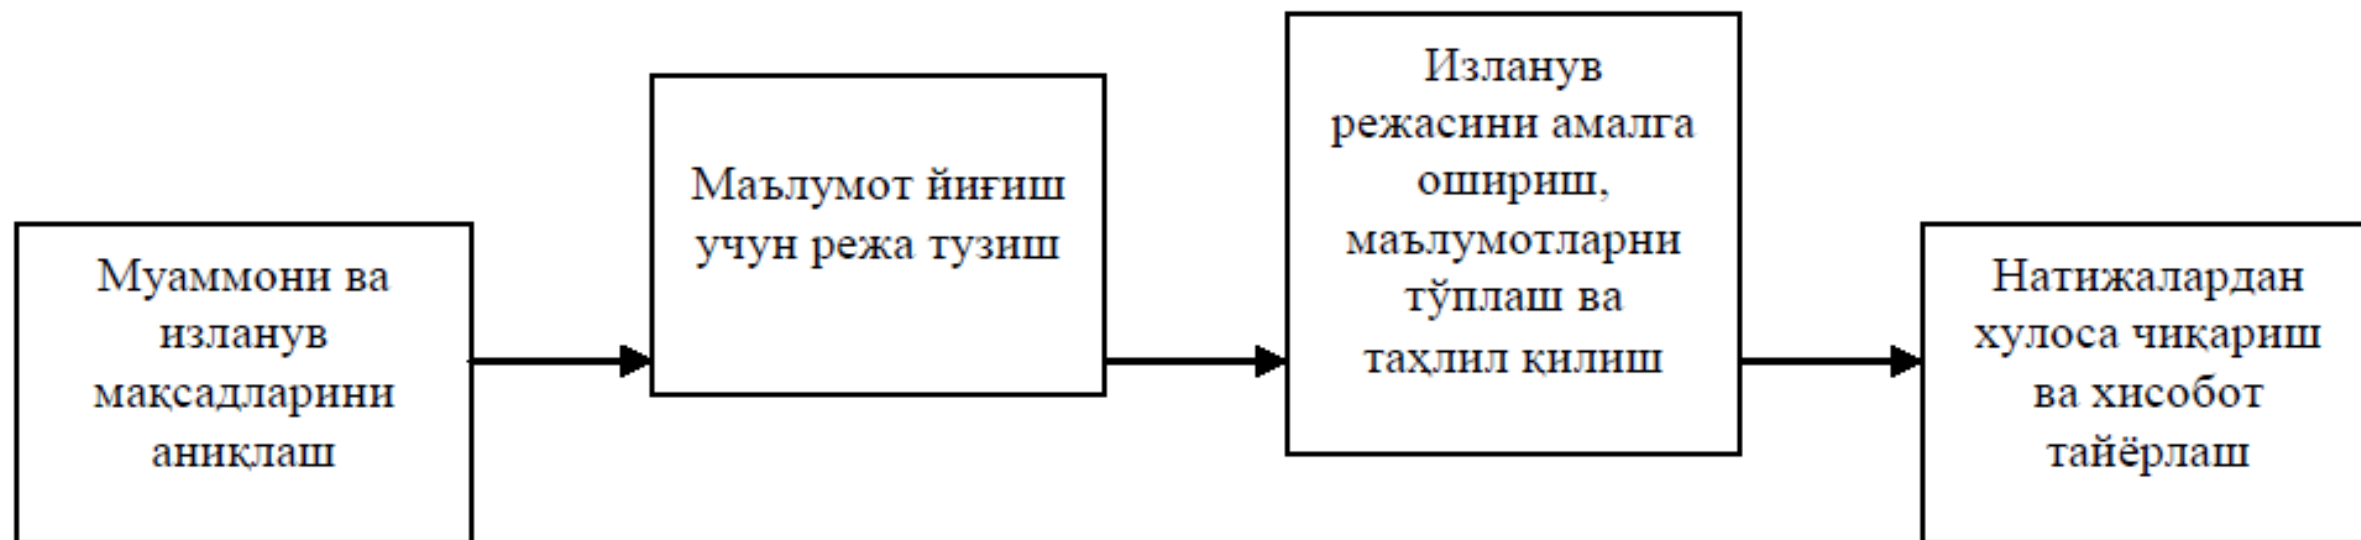 Муаммони ва
изланув
мақсадларини
аниқлаш
Маълумот йиғиш
учун режа тузиш
Изланув
режасини амалга
ошириш,
маълумотларни
тўплаш ва
таҳлил қилиш
Натижалардан
хулоса чиқариш
ва хисобот
тайёрлаш